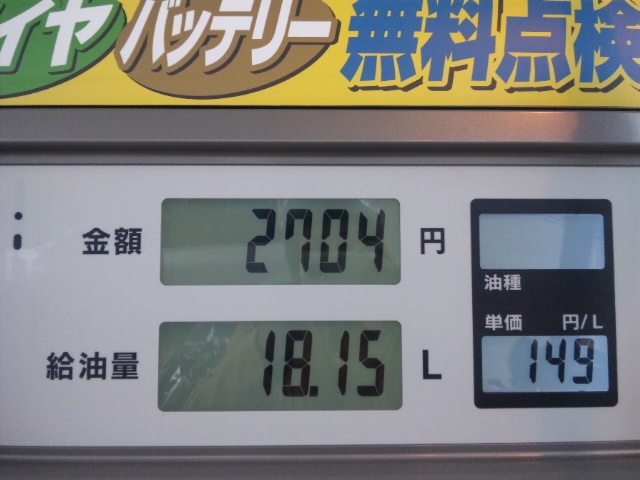 イヤ バッテリー 無料点検
金額 2704 円
給油量 18.15 L
油種
単価 円/L
149